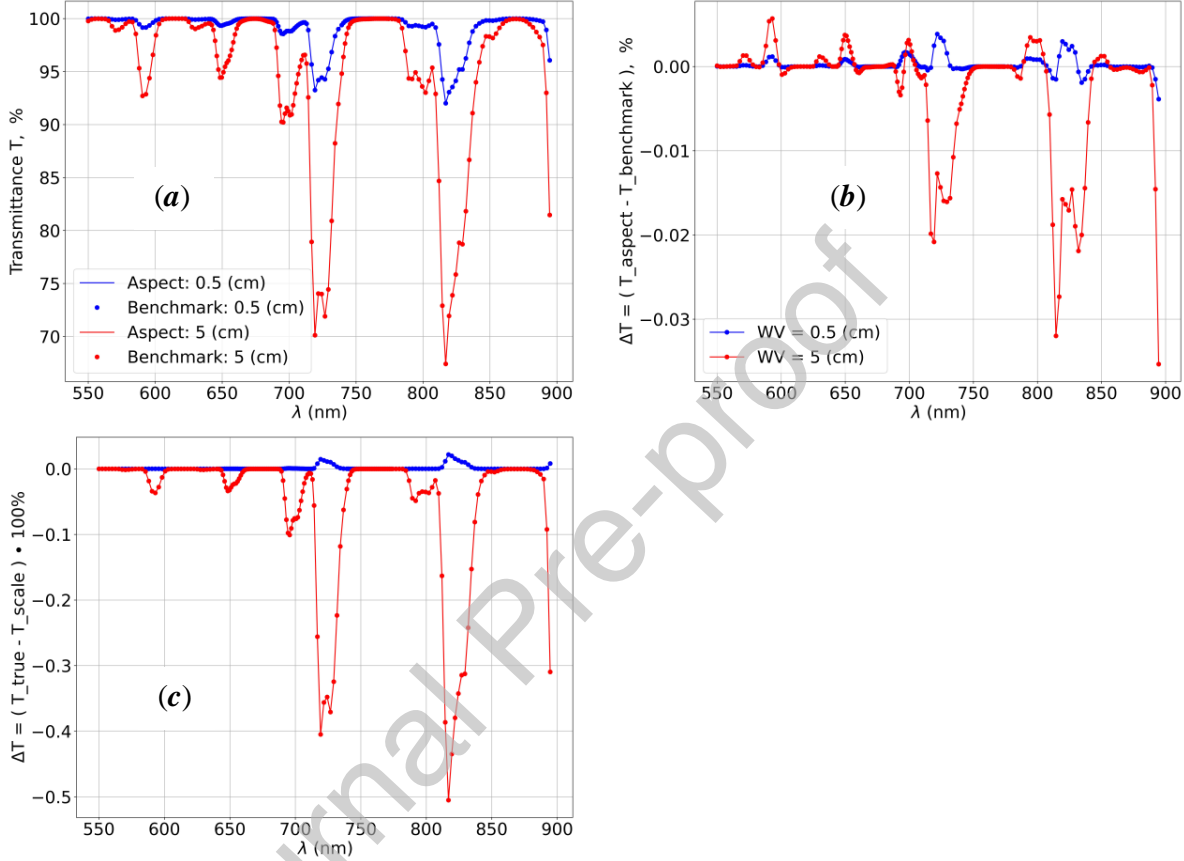 100
95
90
85
80
75
70
Transmittance T, %
(a)
Aspect: 0.5 (cm)
Benchmark: 0.5 (cm)
Aspect: 5 (cm)
Benchmark: 5 (cm)
550 600 650 700 750 800 850 900
λ (nm)
0.00
−0.01
−0.02
−0.03
ΔT = ( T_aspect - T_benchmark ), %
(b)
WV = 0.5 (cm)
WV = 5 (cm)
550 600 650 700 750 800 850 900
λ (nm)
0.0
−0.1
−0.2
−0.3
−0.4
−0.5
ΔT = ( T_true - T_scale ) • 100%
(c)
550 600 650 700 750 800 850 900
λ (nm)
urnal Pre-proof